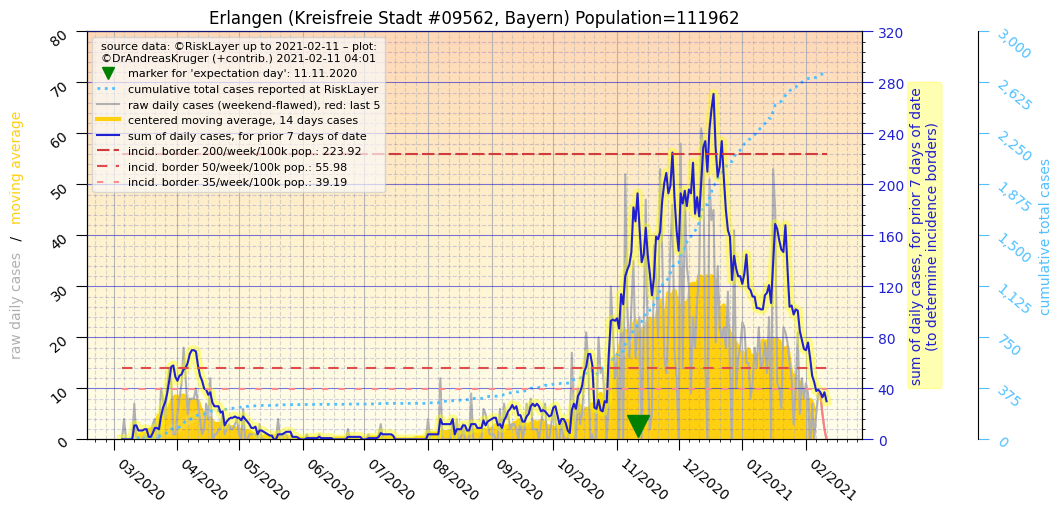 Erlangen (Kreisfreie Stadt #09562, Bayern) Population=111962
source data: ©RiskLayer up to 2021-02-11 – plot:
©DrAndreasKruger (+contrib.) 2021-02-11 04:01
marker for 'expectation day': 11.11.2020
cumulative total cases reported at RiskLayer
raw daily cases (weekend-flawed), red: last 5
centered moving average, 14 days cases
sum of daily cases, for prior 7 days of date
incid. border 200/week/100k pop.: 223.92
incid. border 50/week/100k pop.: 55.98
incid. border 35/week/100k pop.: 39.19
raw daily cases / moving average
80
70
60
50
40
30
20
10
0
03/2020
04/2020
05/2020
06/2020
07/2020
08/2020
09/2020
10/2020
11/2020
12/2020
01/2021
02/2021
320
280
240
200
160
120
80
40
0
sum of daily cases, for prior 7 days of date
(to determine incidence borders)
3,000
2,625
2,250
1,875
1,500
1,125
750
375
0
cumulative total cases